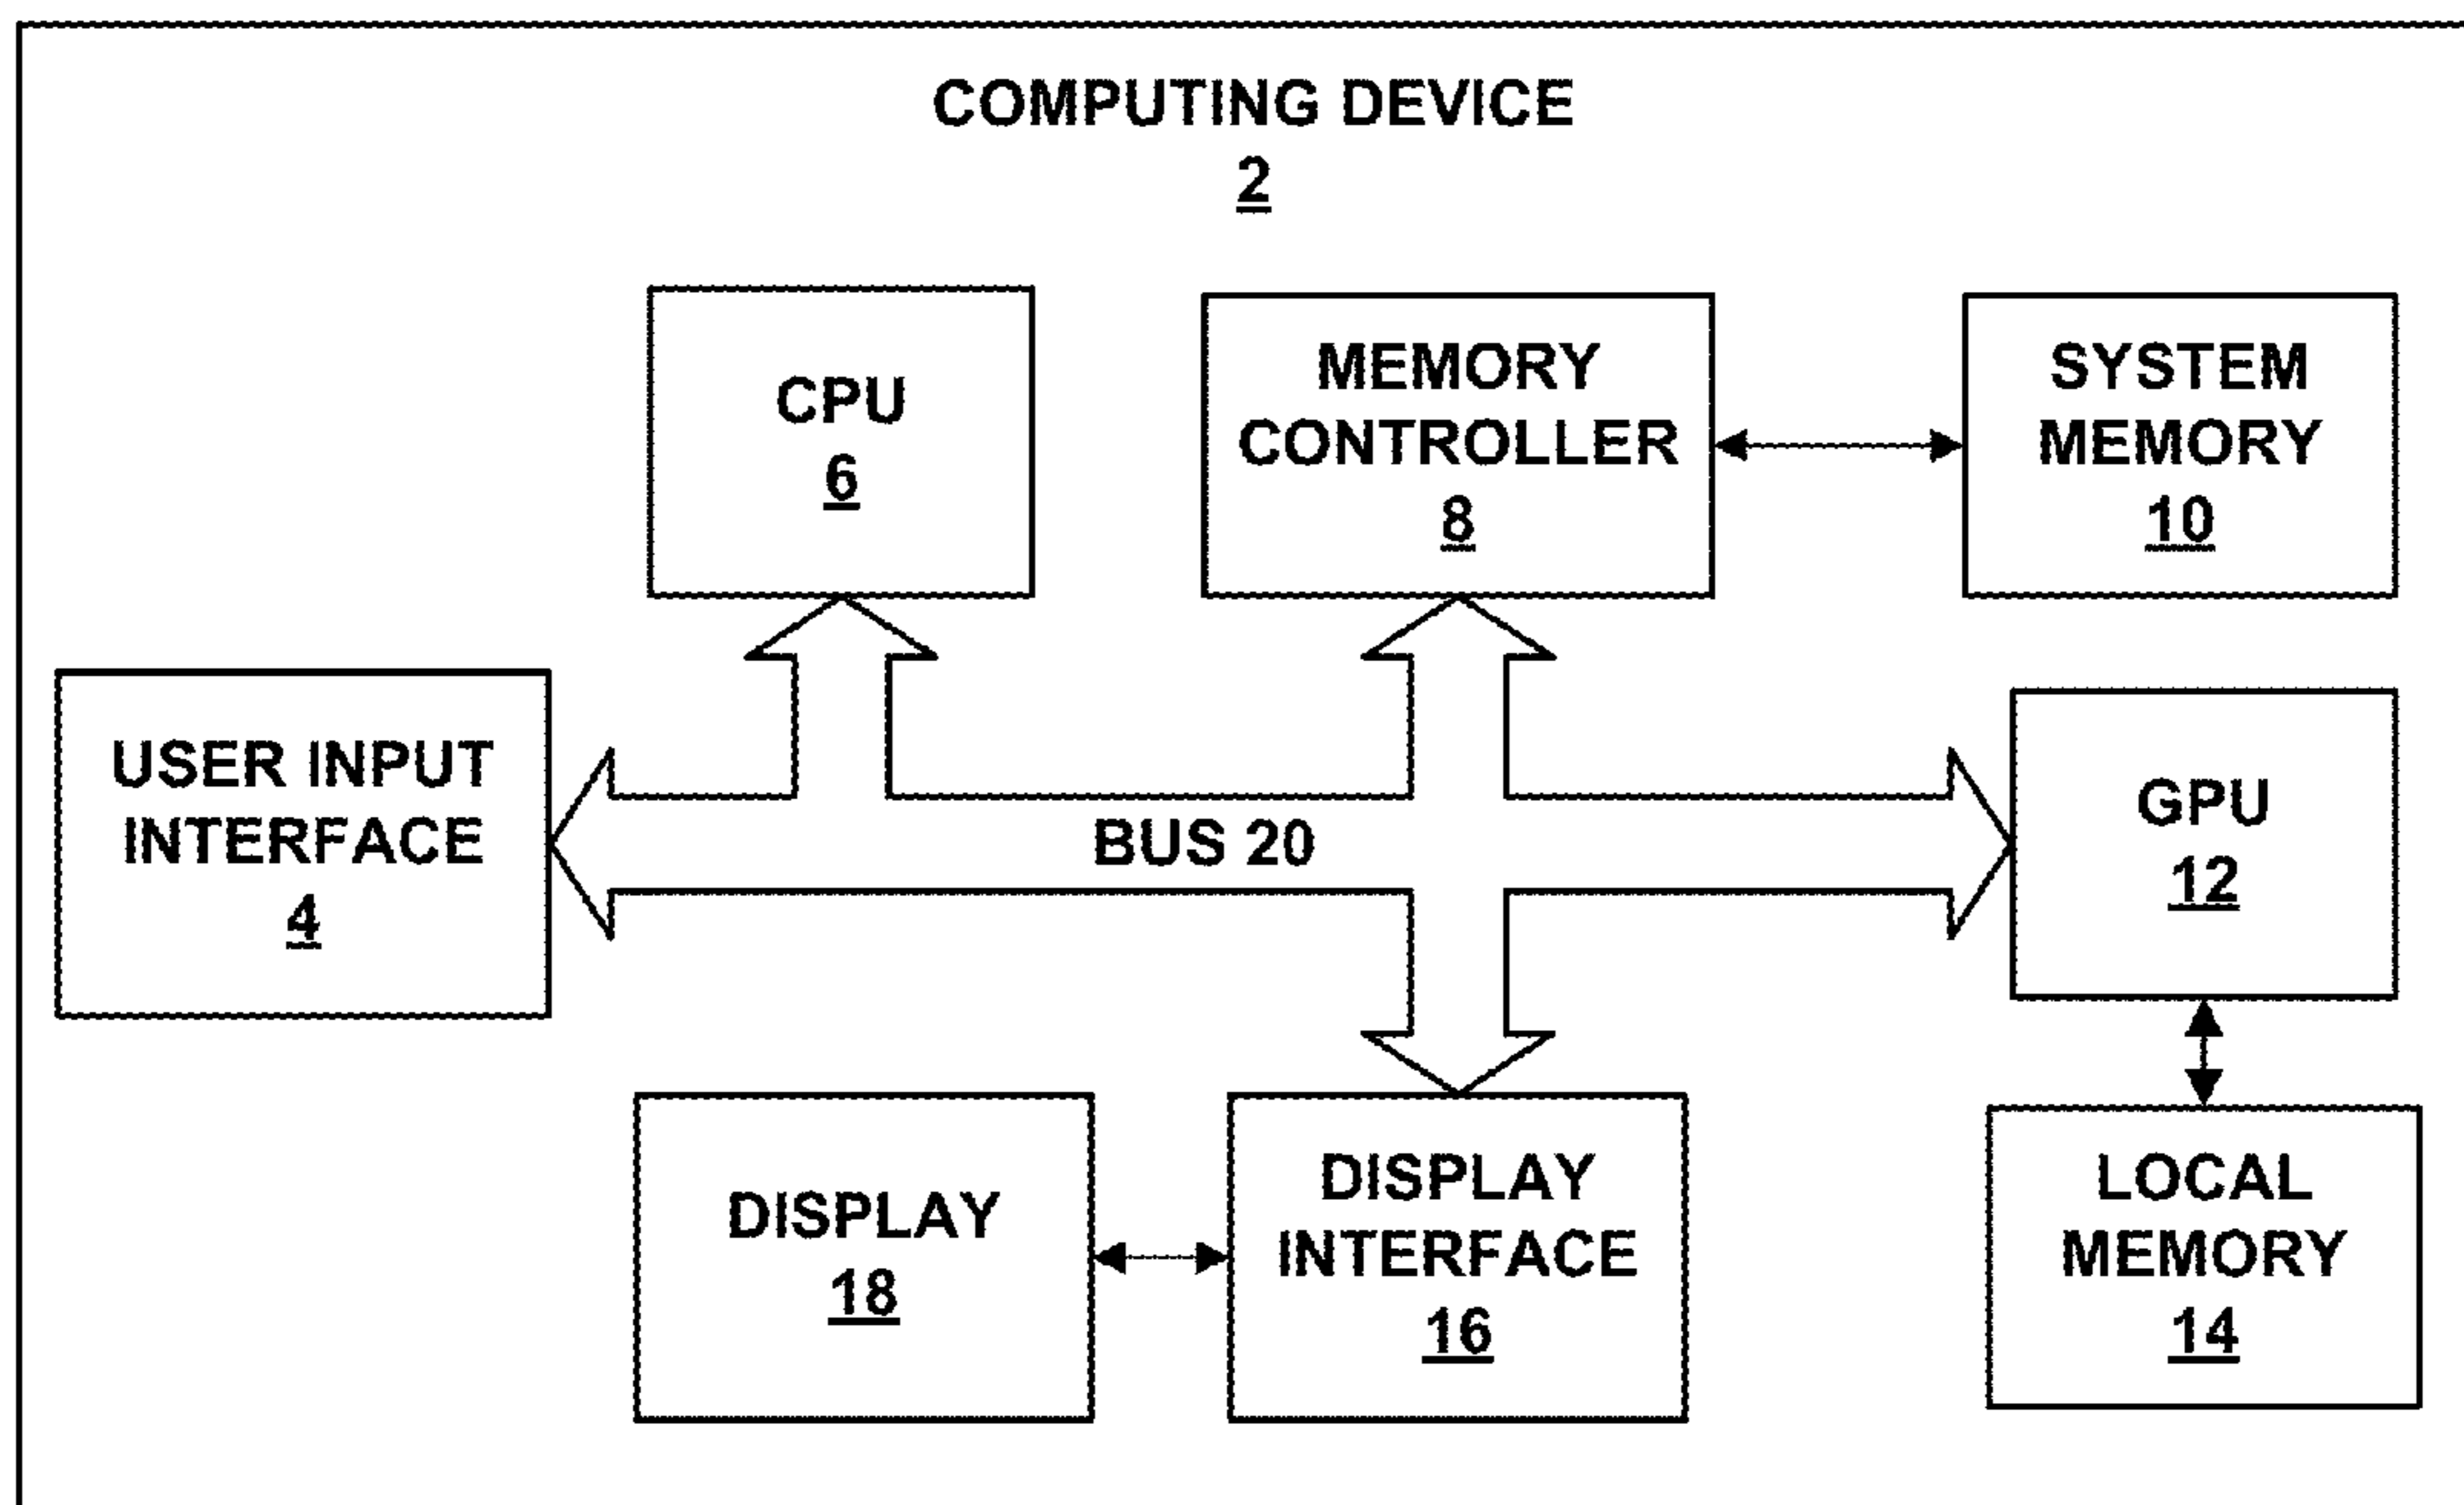 COMPUTING DEVICE
2
CPU
6
MEMORY
CONTROLLER
8
SYSTEM
MEMORY
10
USER INPUT
INTERFACE
4
BUS 20
GPU
12
DISPLAY
18
DISPLAY
INTERFACE
16
LOCAL
MEMORY
14